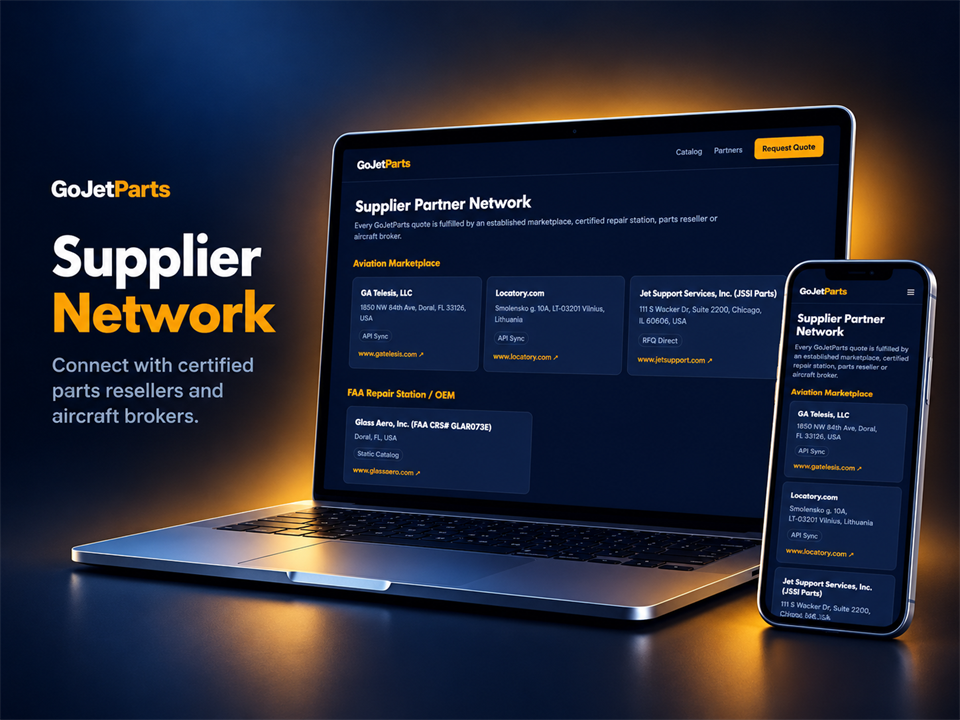 GoJetParts
Supplier
Network
Connect with certified
parts resellers and
aircraft brokers.
GoJetParts
Catalog
Partners
Request Quote
Supplier Partner Network
Every GoJetParts quote is fulfilled by an established marketplace, certified repair station, parts reseller or
aircraft broker.
Aviation Marketplace
GA Telesis, LLC
1850 NW 84th Ave, Doral, FL 33126,
USA
API Sync
www.gatelesis.com ↗
Locatory.com
Smolensko g. 10A, LT-03201 Vilnius,
Lithuania
API Sync
www.locatory.com ↗
Jet Support Services, Inc. (JSSI Parts)
111 S Wacker Dr, Suite 2200, Chicago,
IL 60606, USA
RFQ Direct
www.jetsupport.com ↗
FAA Repair Station / OEM
Glass Aero, Inc. (FAA CRS# GLAR073E)
Doral, FL, USA
Static Catalog
www.glassaero.com ↗
GoJetParts
Supplier Partner
Network
Every GoJetParts quote is fulfilled by
an established marketplace, certified
repair station, parts reseller or
aircraft broker.
Aviation Marketplace
GA Telesis, LLC
1850 NW 84th Ave, Doral,
FL 33126, USA
API Sync
www.gatelesis.com ↗
Locatory.com
Smolensko g. 10A,
LT-03201 Vilnius, Lithuania
API Sync
www.locatory.com ↗
Jet Support Services, Inc.
(JSSI Parts)
111 S Wacker Dr, Suite 2200,